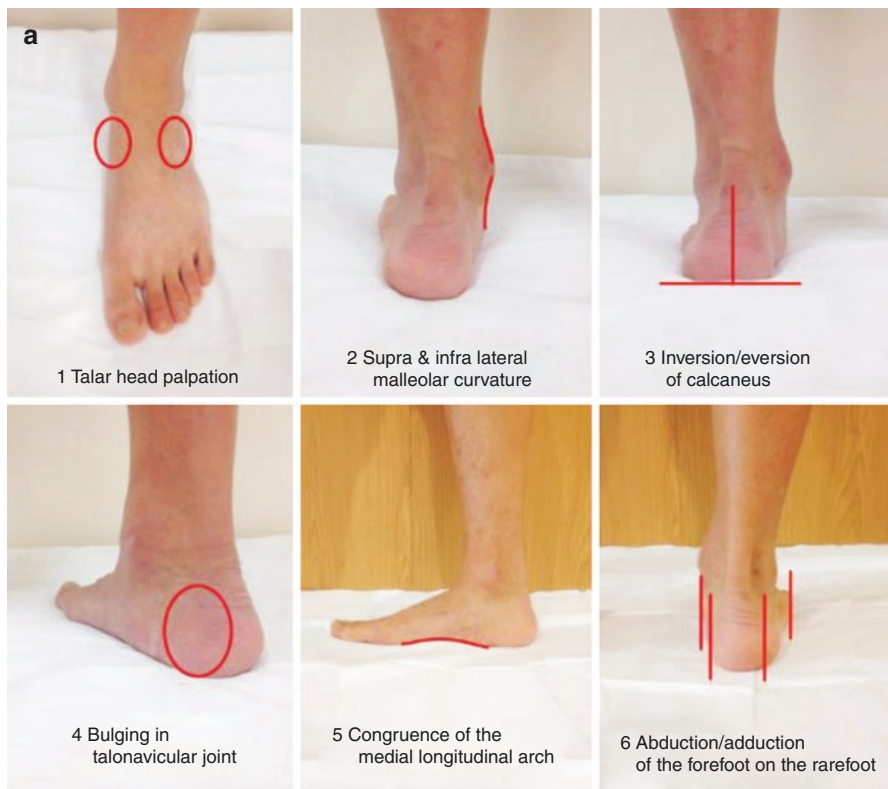 a
1 Talar head palpation
2 Supra & infra lateral
malleolar curvature
3 Inversion/eversion
of calcaneus
4 Bulging in
talonavicular joint
5 Congruence of the
medial longitudinal arch
6 Abduction/adduction
of the forefoot on the rarefoot